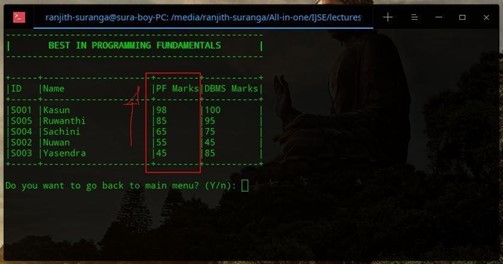 ranjith-suranga@sura-boy-PC: /media/ranjith-suranga/All-in-one/IJSE/lectures
| BEST IN PROGRAMMING FUNDAMENTALS |
|ID |Name |PF Marks|DBMS Marks|
|S001 |Kasun |98 |100 |
|S005 |Ruwanthi |85 |95 |
|S004 |Sachini |65 |75 |
|S002 |Nuwan |55 |45 |
|S003 |Yasendra |45 |85 |
Do you want to go back to main menu? (Y/n):